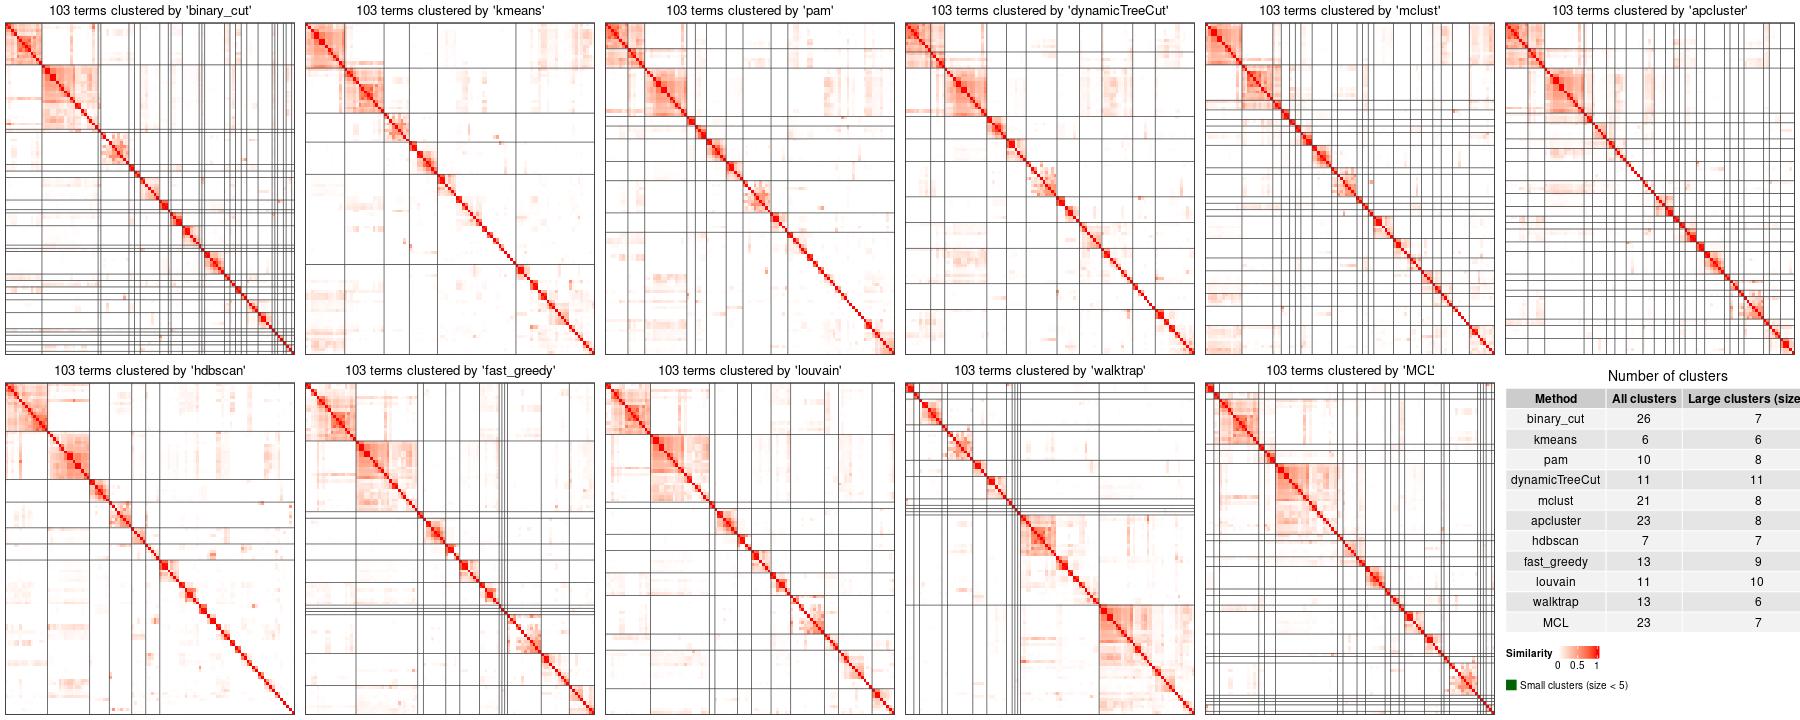 103 terms clustered by 'binary_cut'
103 terms clustered by 'kmeans'
103 terms clustered by 'pam'
103 terms clustered by 'dynamicTreeCut'
103 terms clustered by 'mclust'
103 terms clustered by 'apcluster'
103 terms clustered by 'hdbscan'
103 terms clustered by 'fast_greedy'
103 terms clustered by 'louvain'
103 terms clustered by 'walktrap'
103 terms clustered by 'MCL'
Number of clusters
Method All clusters Large clusters (size
binary_cut 26 7
kmeans 6 6
pam 10 8
dynamicTreeCut 11 11
mclust 21 8
apcluster 23 8
hdbscan 7 7
fast_greedy 13 9
louvain 11 10
walktrap 13 6
MCL 23 7
Similarity
0 0.5 1
Small clusters (size < 5)